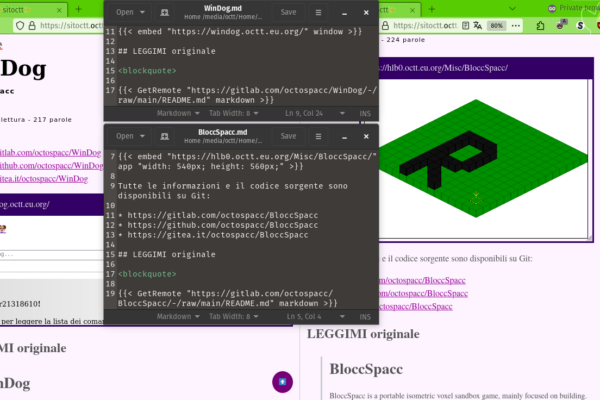 sitoctt
https://sitoctt
Dog
pacc
lettura - 217 parole
gitlab.com/octospacc/WinDog
github.com/octospacc/WinDog
gitea.it/octospacc/WinDog
dog.octt.eu.org/
r21318610!
per leggere la lista dei coman
MI originale
nDog
Open
WinDog.md
Home /media/octt/Home/...
Save
11 {{< embed "https://windog.octt.eu.org/" window >}}
12
13 ## LEGGIMI originale
14
15 <blockquote>
16
17 {{< GetRemote "https://gitlab.com/octospacc/WinDog/-/
raw/main/README.md" markdown >}}
Markdown Tab Width: 8 Ln 9, Col 24 INS
Open
BloccSpacc.md
Home /media/octt/Home/...
Save
7 {{< embed "https://hlb0.octt.eu.org/Misc/BloccSpacc/"
app "width: 540px; height: 560px;" >}}
8
9 Tutte le informazioni e il codice sorgente sono
disponibili su Git:
10
11 * https://gitlab.com/octospacc/BloccSpacc
12 * https://github.com/octospacc/BloccSpacc
13 * https://gitea.it/octospacc/BloccSpacc
14
15 ## LEGGIMI originale
16
17 <blockquote>
18
19 {{< GetRemote "https://gitlab.com/octospacc/
BloccSpacc/-/raw/main/README.md" markdown >}}
Markdown Tab Width: 8 Ln 5, Col 4 INS
Private brow
https://sitoctt.
80%
- 224 parole
://hlb0.octt.eu.org/Misc/BloccSpacc/
e il codice sorgente sono disponibili su Git:
com/octospacc/BloccSpacc
com/octospacc/BloccSpacc
octospacc/BloccSpacc
LEGGIMI originale
BloccSpacc
BloccSpacc is a portable isometric voxel sandbox game, mainly focused on building.